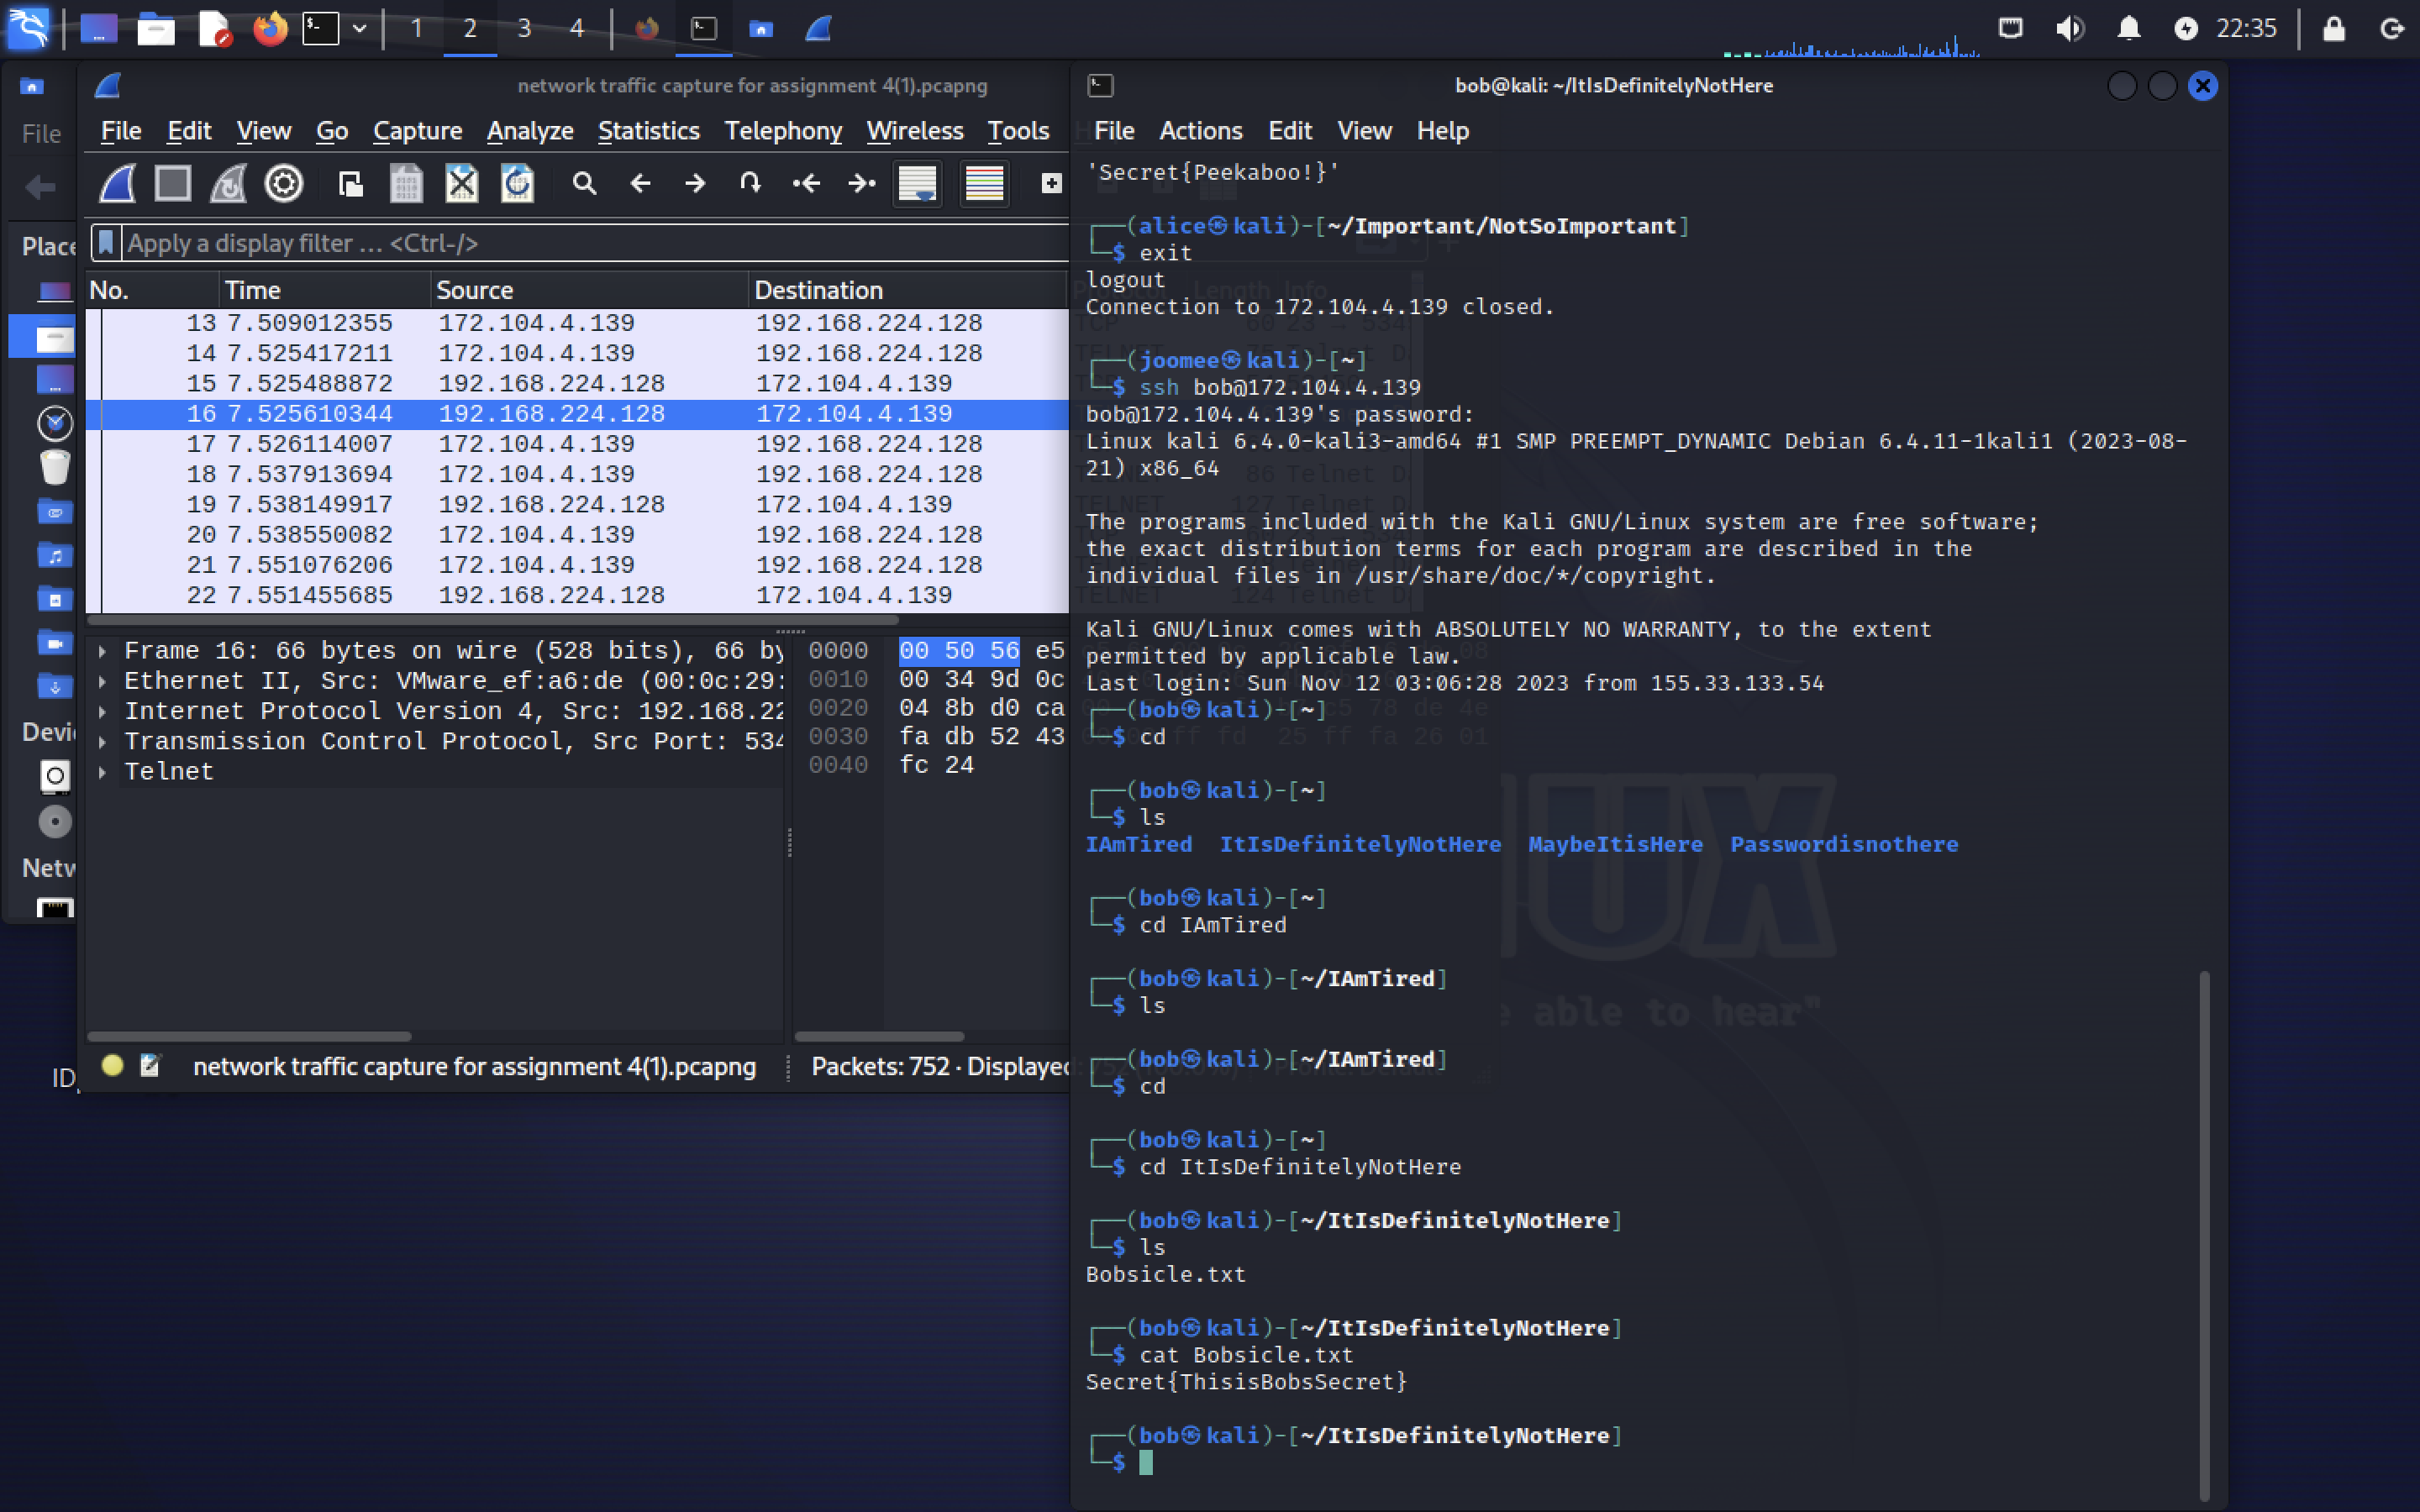 1 2 3 4 22:35
network traffic capture for assignment 4(1).pcapng
File
File Edit View Go Capture Analyze Statistics Telephony Wireless Tools
Apply a display filter … <Ctrl-/>
Place
Devi
Netw
No. Time Source Destination
13 7.509012355 172.104.4.139 192.168.224.128
14 7.525417211 172.104.4.139 192.168.224.128
15 7.525488872 192.168.224.128 172.104.4.139
16 7.525610344 192.168.224.128 172.104.4.139
17 7.526114007 172.104.4.139 192.168.224.128
18 7.537913694 172.104.4.139 192.168.224.128
19 7.538149917 192.168.224.128 172.104.4.139
20 7.538550082 172.104.4.139 192.168.224.128
21 7.551076206 172.104.4.139 192.168.224.128
22 7.551455685 192.168.224.128 172.104.4.139
Frame 16: 66 bytes on wire (528 bits), 66 by
Ethernet II, Src: VMware_ef:a6:de (00:0c:29:
Internet Protocol Version 4, Src: 192.168.22
Transmission Control Protocol, Src Port: 534
Telnet
0000 00 50 56 e5
0010 00 34 9d 0c
0020 04 8b d0 ca
0030 fa db 52 43
0040 fc 24
ID
network traffic capture for assignment 4(1).pcapng Packets: 752 · Displayed
bob@kali: ~/ItIsDefinitelyNotHere
File Actions Edit View Help
'Secret{Peekaboo!}'
┌──(alice㉿kali)-[~/Important/NotSoImportant]
└─$ exit
logout
Connection to 172.104.4.139 closed.
┌──(joomee㉿kali)-[~]
└─$ ssh bob@172.104.4.139
bob@172.104.4.139's password:
Linux kali 6.4.0-kali3-amd64 #1 SMP PREEMPT_DYNAMIC Debian 6.4.11-1kali1 (2023-08-
21) x86_64
The programs included with the Kali GNU/Linux system are free software;
the exact distribution terms for each program are described in the
individual files in /usr/share/doc/*/copyright.
Kali GNU/Linux comes with ABSOLUTELY NO WARRANTY, to the extent
permitted by applicable law.
Last login: Sun Nov 12 03:06:28 2023 from 155.33.133.54
┌──(bob㉿kali)-[~]
└─$ cd
┌──(bob㉿kali)-[~]
└─$ ls
IAmTired ItIsDefinitelyNotHere MaybeItisHere Passwordisnothere
┌──(bob㉿kali)-[~]
└─$ cd IAmTired
┌──(bob㉿kali)-[~/IAmTired]
└─$ ls
┌──(bob㉿kali)-[~/IAmTired]
└─$ cd
┌──(bob㉿kali)-[~]
└─$ cd ItIsDefinitelyNotHere
┌──(bob㉿kali)-[~/ItIsDefinitelyNotHere]
└─$ ls
Bobsicle.txt
┌──(bob㉿kali)-[~/ItIsDefinitelyNotHere]
└─$ cat Bobsicle.txt
Secret{ThisisBobsSecret}
┌──(bob㉿kali)-[~/ItIsDefinitelyNotHere]
└─$